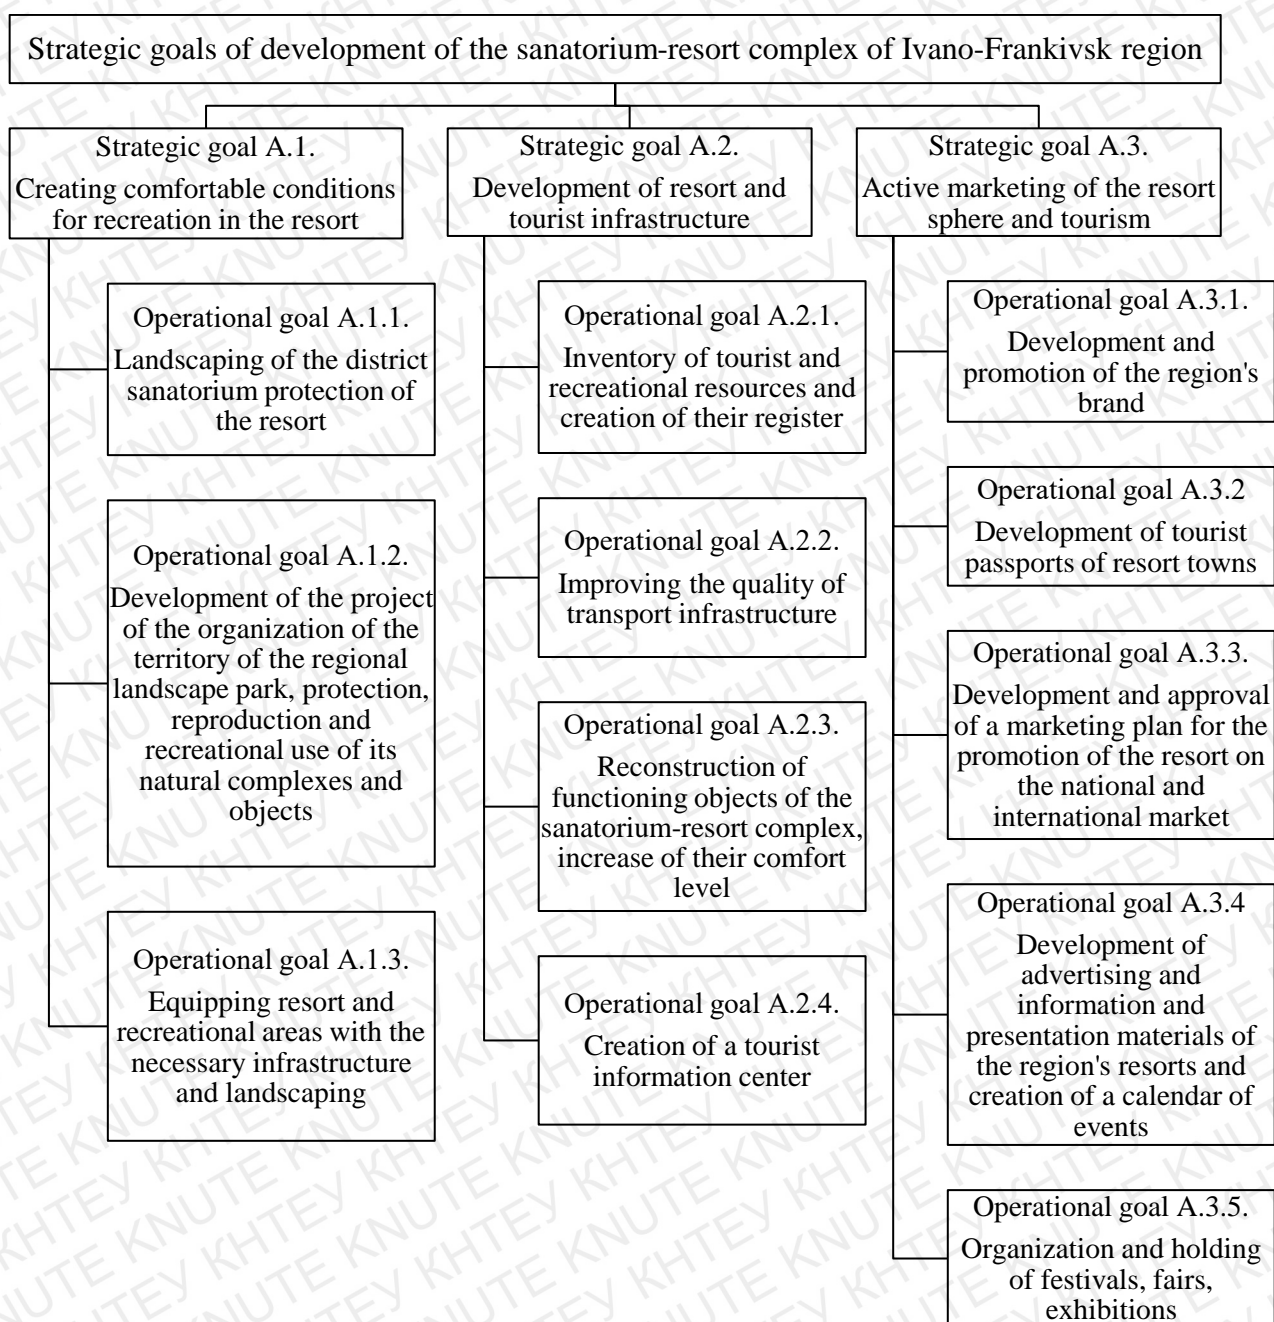 Strategic goals of development of the sanatorium-resort complex of Ivano-Frankivsk region
Strategic goal A.1.
Creating comfortable conditions
for recreation in the resort
Operational goal A.1.1.
Landscaping of the district
sanatorium protection of
the resort
Operational goal A.1.2.
Development of the project
of the organization of the
territory of the regional
landscape park, protection,
reproduction and
recreational use of its
natural complexes and
objects
Operational goal A.1.3.
Equipping resort and
recreational areas with the
necessary infrastructure
and landscaping
Strategic goal A.2.
Development of resort and
tourist infrastructure
Operational goal A.2.1.
Inventory of tourist and
recreational resources and
creation of their register
Operational goal A.2.2.
Improving the quality of
transport infrastructure
Operational goal A.2.3.
Reconstruction of
functioning objects of the
sanatorium-resort complex,
increase of their comfort
level
Operational goal A.2.4.
Creation of a tourist
information center
Strategic goal A.3.
Active marketing of the resort
sphere and tourism
Operational goal A.3.1.
Development and
promotion of the region's
brand
Operational goal A.3.2
Development of tourist
passports of resort towns
Operational goal A.3.3.
Development and approval
of a marketing plan for the
promotion of the resort on
the national and
international market
Operational goal A.3.4
Development of
advertising and
information and
presentation materials of
the region's resorts and
creation of a calendar of
events
Operational goal A.3.5.
Organization and holding
of festivals, fairs,
exhibitions